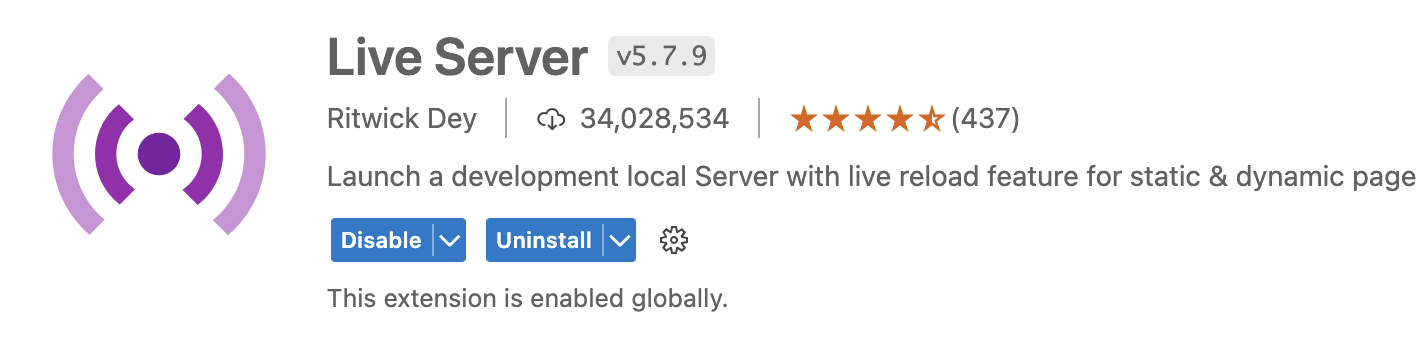 Live Server v5.7.9
Ritwick Dey 34,028,534 (437)
Launch a development local Server with live reload feature for static & dynamic page
Disable Uninstall
This extension is enabled globally.